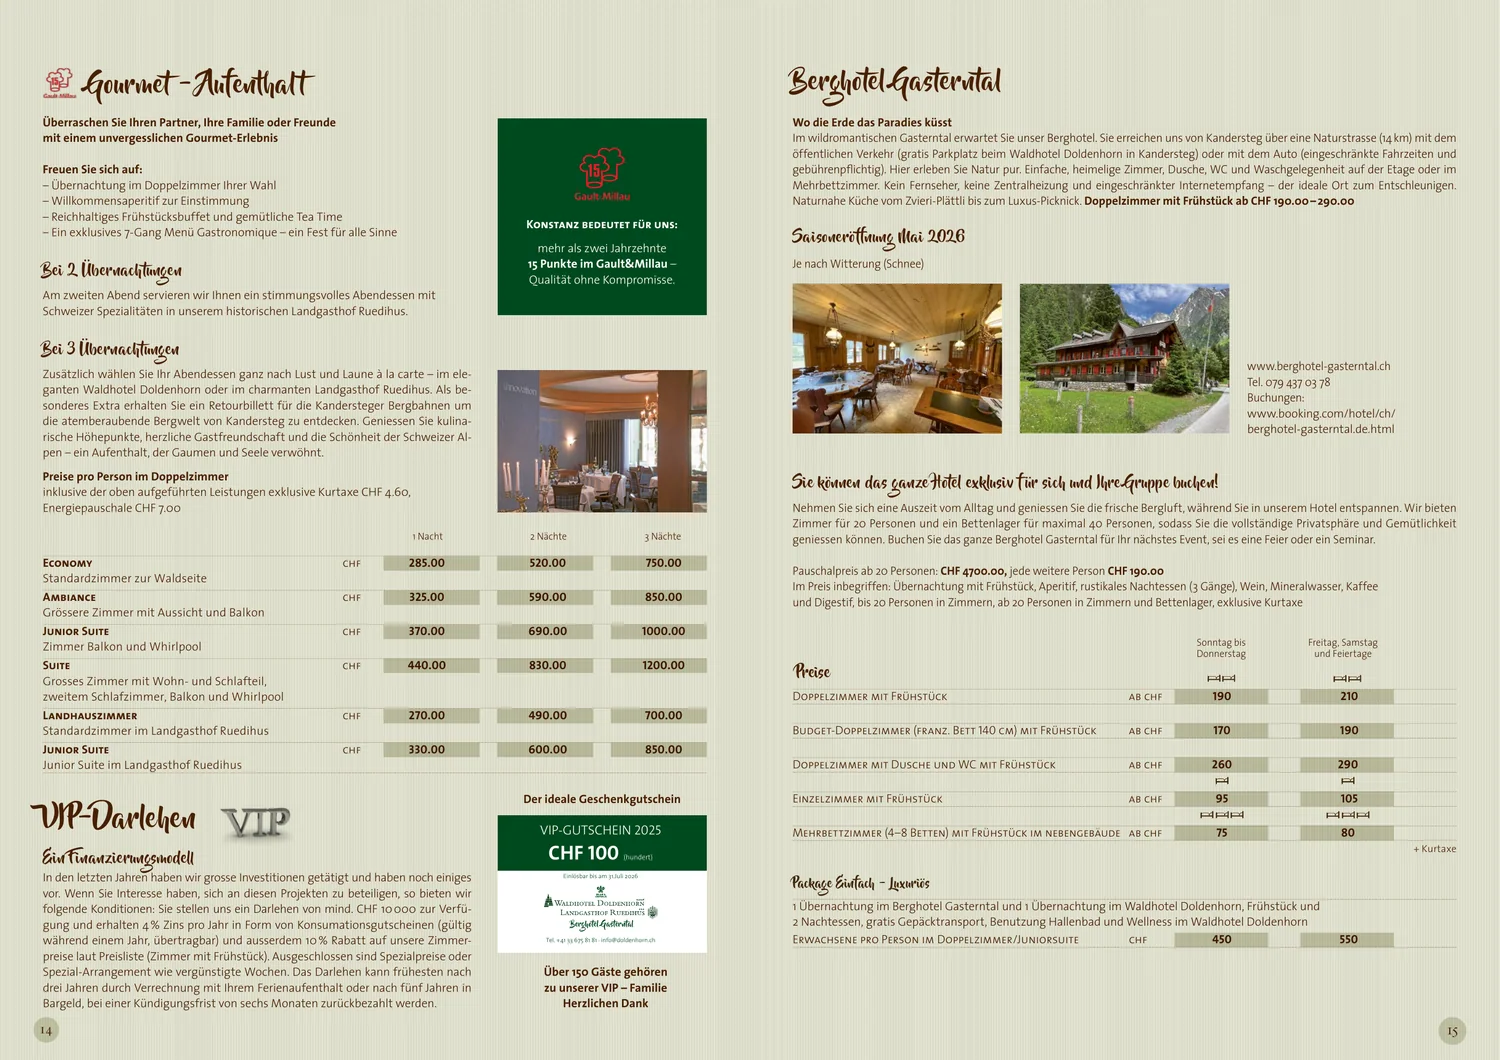 15
Gault-Millau
Gourmet – Aufenthalt
Überraschen Sie Ihren Partner, Ihre Familie oder Freunde
mit einem unvergesslichen Gourmet-Erlebnis
Freuen Sie sich auf:
– Übernachtung im Doppelzimmer Ihrer Wahl
– Willkommensaperitif zur Einstimmung
– Reichhaltiges Frühstücksbuffet und gemütliche Tea Time
– Ein exklusives 7-Gang Menü Gastronomique – ein Fest für alle Sinne
15
Gault-Millau
Konstanz bedeutet für uns:
mehr als zwei Jahrzehnte
15 Punkte im Gault&Millau –
Qualität ohne Kompromisse.
Bei 2 Übernachtungen
Am zweiten Abend servieren wir Ihnen ein stimmungsvolles Abendessen mit
Schweizer Spezialitäten in unserem historischen Landgasthof Ruedihus.
Bei 3 Übernachtungen
Zusätzlich wählen Sie Ihr Abendessen ganz nach Lust und Laune à la carte – im ele-
ganten Waldhotel Doldenhorn oder im charmanten Landgasthof Ruedihus. Als be-
sonderes Extra erhalten Sie ein Retourbillett für die Kandersteger Bergbahnen um
die atemberaubende Bergwelt von Kandersteg zu entdecken. Geniessen Sie kulina-
rische Höhepunkte, herzliche Gastfreundschaft und die Schönheit der Schweizer Al-
pen – ein Aufenthalt, der Gaumen und Seele verwöhnt.
Preise pro Person im Doppelzimmer
inklusive der oben aufgeführten Leistungen exklusive Kurtaxe CHF 4.60,
Energiepauschale CHF 7.00
1 Nacht 2 Nächte 3 Nächte
Economy CHF 285.00 520.00 750.00
Standardzimmer zur Waldseite
Ambiance CHF 325.00 590.00 850.00
Grössere Zimmer mit Aussicht und Balkon
Junior Suite CHF 370.00 690.00 1000.00
Zimmer Balkon und Whirlpool
Suite CHF 440.00 830.00 1200.00
Grosses Zimmer mit Wohn- und Schlafteil,
zweitem Schlafzimmer, Balkon und Whirlpool
Landhauszimmer CHF 270.00 490.00 700.00
Standardzimmer im Landgasthof Ruedihus
Junior Suite CHF 330.00 600.00 850.00
Junior Suite im Landgasthof Ruedihus
VIP-Darlehen
VIP
Ein Finanzierungsmodell
In den letzten Jahren haben wir grosse Investitionen getätigt und haben noch einiges
vor. Wenn Sie Interesse haben, sich an diesen Projekten zu beteiligen, so bieten wir
folgende Konditionen: Sie stellen uns ein Darlehen von mind. CHF 10 000 zur Verfü-
gung und erhalten 4 % Zins pro Jahr in Form von Konsumationsgutscheinen (gültig
während einem Jahr, übertragbar) und ausserdem 10 % Rabatt auf unsere Zimmer-
preise laut Preisliste (Zimmer mit Frühstück). Ausgeschlossen sind Spezialpreise oder
Spezial-Arrangement wie vergünstigte Wochen. Das Darlehen kann frühesten nach
drei Jahren durch Verrechnung mit Ihrem Ferienaufenthalt oder nach fünf Jahren in
Bargeld, bei einer Kündigungsfrist von sechs Monaten zurückbezahlt werden.
Der ideale Geschenkgutschein
VIP-GUTSCHEIN 2025
CHF 100 (hundert)
Einlösbar bis am 31 Juli 2026
Waldhotel Doldenhorn
Landgasthof Ruedihus
Berghotel Gasterntal
Tel. +41 33 675 81 81 · info@doldenhorn.ch
Über 150 Gäste gehören
zu unserer VIP – Familie
Herzlichen Dank
14
Berghotel Gasterntal
Wo die Erde das Paradies küsst
Im wildromantischen Gasterntal erwartet Sie unser Berghotel. Sie erreichen uns von Kandersteg über eine Naturstrasse (14 km) mit dem
öffentlichen Verkehr (gratis Parkplatz beim Waldhotel Doldenhorn in Kandersteg) oder mit dem Auto (eingeschränkte Fahrzeiten und
gebührenpflichtig). Hier erleben Sie Natur pur. Einfache, heimelige Zimmer, Dusche, WC und Waschgelegenheit auf der Etage oder im
Mehrbettzimmer. Kein Fernseher, keine Zentralheizung und eingeschränkter Internetempfang – der ideale Ort zum Entschleunigen.
Naturnahe Küche vom Zvieri-Plättli bis zum Luxus-Picknick. Doppelzimmer mit Frühstück ab CHF 190.00 – 290.00
Saisoneröffnung Mai 2026
Je nach Witterung (Schnee)
www.berghotel-gasterntal.ch
Tel. 079 437 03 78
Buchungen:
www.booking.com/hotel/ch/
berghotel-gasterntal.de.html
Sie können das ganze Hotel exklusiv für sich und Ihre Gruppe buchen!
Nehmen Sie sich eine Auszeit vom Alltag und geniessen Sie die frische Bergluft, während Sie in unserem Hotel entspannen. Wir bieten
Zimmer für 20 Personen und ein Bettenlager für maximal 40 Personen, sodass Sie die vollständige Privatsphäre und Gemütlichkeit
geniessen können. Buchen Sie das ganze Berghotel Gasterntal für Ihr nächstes Event, sei es eine Feier oder ein Seminar.
Pauschalpreis ab 20 Personen: CHF 4700.00, jede weitere Person CHF 190.00
Im Preis inbegriffen: Übernachtung mit Frühstück, Aperitif, rustikales Nachtessen (3 Gänge), Wein, Mineralwasser, Kaffee
und Digestif, bis 20 Personen in Zimmern, ab 20 Personen in Zimmern und Bettenlager, exklusive Kurtaxe
Sonntag bis Freitag, Samstag
Donnerstag und Feiertage
Preise
Doppelzimmer mit Frühstück ab CHF 190 210
Budget-Doppelzimmer (franz. Bett 140 cm) mit Frühstück ab CHF 170 190
Doppelzimmer mit Dusche und WC mit Frühstück ab CHF 260 290
Einzelzimmer mit Frühstück ab CHF 95 105
Mehrbettzimmer (4–8 Betten) mit Frühstück im nebengebäude ab CHF 75 80
+ Kurtaxe
Package Einfach – Luxuriös
1 Übernachtung im Berghotel Gasterntal und 1 Übernachtung im Waldhotel Doldenhorn, Frühstück und
2 Nachtessen, gratis Gepäcktransport, Benutzung Hallenbad und Wellness im Waldhotel Doldenhorn
Erwachsene pro Person im Doppelzimmer/Juniorsuite CHF 450 550
15